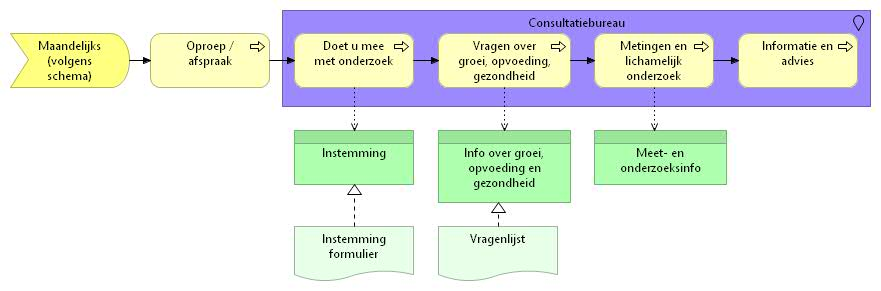 Consultatiebureau
Maandelijks
(volgens
schema)
Oproep /
afspraak
Doet u mee
met onderzoek
Vragen over
groei, opvoeding,
gezondheid
Metingen en
lichamelijk
onderzoek
Informatie en
advies
Instemming
Info over groei,
opvoeding en
gezondheid
Meet- en
onderzoeksinfo
Instemming
formulier
Vragenlijst